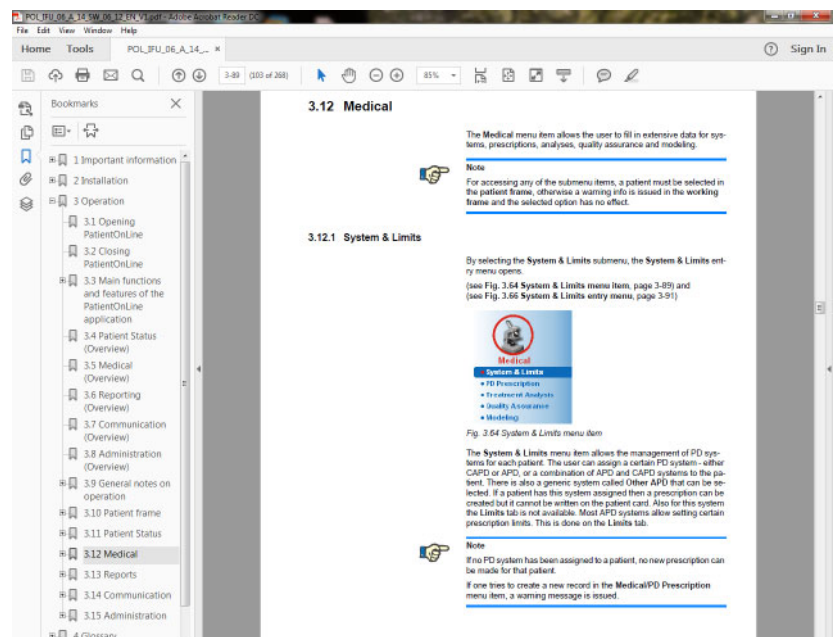 POL_IFU_06_A_14_SW_06_12_EN_V1.pdf - Adobe Acrobat Reader DC
File Edit View Window Help
Home Tools POL_IFU_06_A_14_... × Sign In
3-89 (103 of 268) 85%
Bookmarks
1 Important information
2 Installation
3 Operation
3.1 Opening
PatientOnLine
3.2 Closing
PatientOnLine
3.3 Main functions
and features of the
PatientOnLine
application
3.4 Patient Status
(Overview)
3.5 Medical
(Overview)
3.6 Reporting
(Overview)
3.7 Communication
(Overview)
3.8 Administration
(Overview)
3.9 General notes on
operation
3.10 Patient frame
3.11 Patient Status
3.12 Medical
3.13 Reports
3.14 Communication
3.15 Administration
4 Glossary
3.12 Medical
The Medical menu item allows the user to fill in extensive data for sys-
tems, prescriptions, analyses, quality assurance and modeling.
Note
For accessing any of the submenu items, a patient must be selected in
the patient frame, otherwise a warning info is issued in the working
frame and the selected option has no effect.
3.12.1 System & Limits
By selecting the System & Limits submenu, the System & Limits ent-
ry menu opens.
(see Fig. 3.64 System & Limits menu item, page 3-89) and
(see Fig. 3.66 System & Limits entry menu, page 3-91)
Medical
System & Limits
PD Prescription
Treatment Analysis
Quality Assurance
Modeling
Fig. 3.64 System & Limits menu item
The System & Limits menu item allows the management of PD sys-
tems for each patient. The user can assign a certain PD system - either
CAPD or APD, or a combination of APD and CAPD systems to the pa-
tient. There is also a generic system called Other APD that can be se-
lected. If a patient has this system assigned then a prescription can be
created but it cannot be written on the patient card. Also for this system
the Limits tab is not available. Most APD systems allow setting certain
prescription limits. This is done on the Limits tab.
Note
If no PD system has been assigned to a patient, no new prescription can
be made for that patient.
If one tries to create a new record in the Medical/PD Prescription
menu item, a warning message is issued.